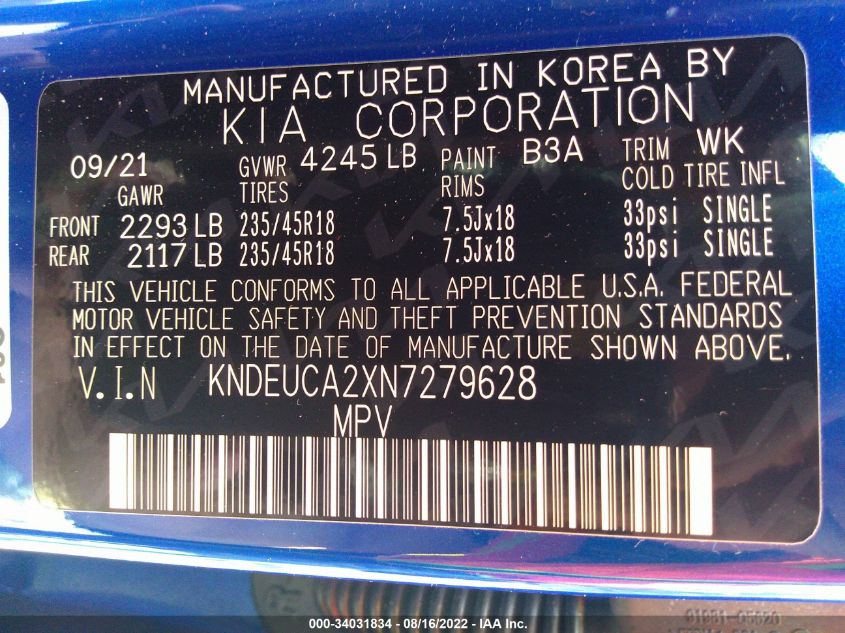 MANUFACTURED IN KOREA BY
KIA CORPORATION
09/21 GVWR 4245 LB PAINT B3A TRIM WK
GAWR TIRES RIMS COLD TIRE INFL
FRONT 2293 LB 235/45R18 7.5Jx18 33psi SINGLE
REAR 2117 LB 235/45R18 7.5Jx18 33psi SINGLE
THIS VEHICLE CONFORMS TO ALL APPLICABLE U.S.A. FEDERAL
MOTOR VEHICLE SAFETY AND THEFT PREVENTION STANDARDS
IN EFFECT ON THE DATE OF MANUFACTURE SHOWN ABOVE.
V.I.N KNDEUCA2XN7279628
MPV
000-34031834 - 08/16/2022 - IAA Inc.